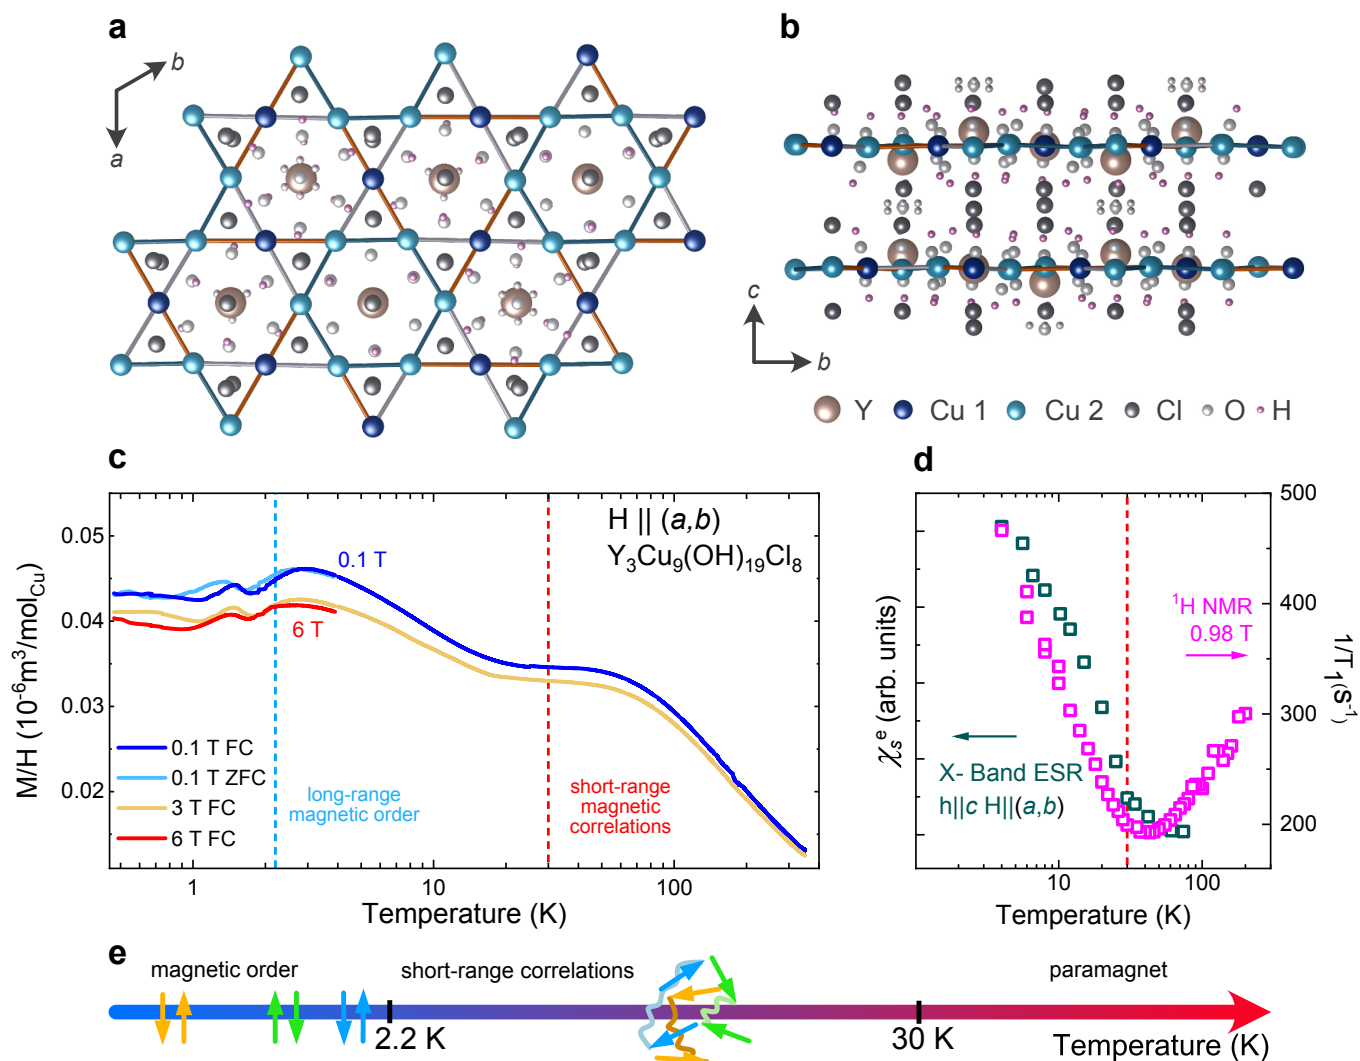 a
b
a
b
c
b
Y
Cu 1
Cu 2
Cl
O
H
c
M/H (10⁻⁶m³/mol_Cu)
0.05
0.04
0.03
0.02
H || (a,b)
Y₃Cu₉(OH)₁₉Cl₈
0.1 T
6 T
0.1 T FC
0.1 T ZFC
3 T FC
6 T FC
long-range
magnetic order
short-range
magnetic
correlations
1
10
100
Temperature (K)
d
χₛᵉ (arb. units)
500
400
300
200
1/T₁(s⁻¹)
¹H NMR
0.98 T
X- Band ESR
h||c H||(a,b)
10
100
Temperature (K)
e
magnetic order
short-range correlations
paramagnet
2.2 K
30 K
Temperature (K)